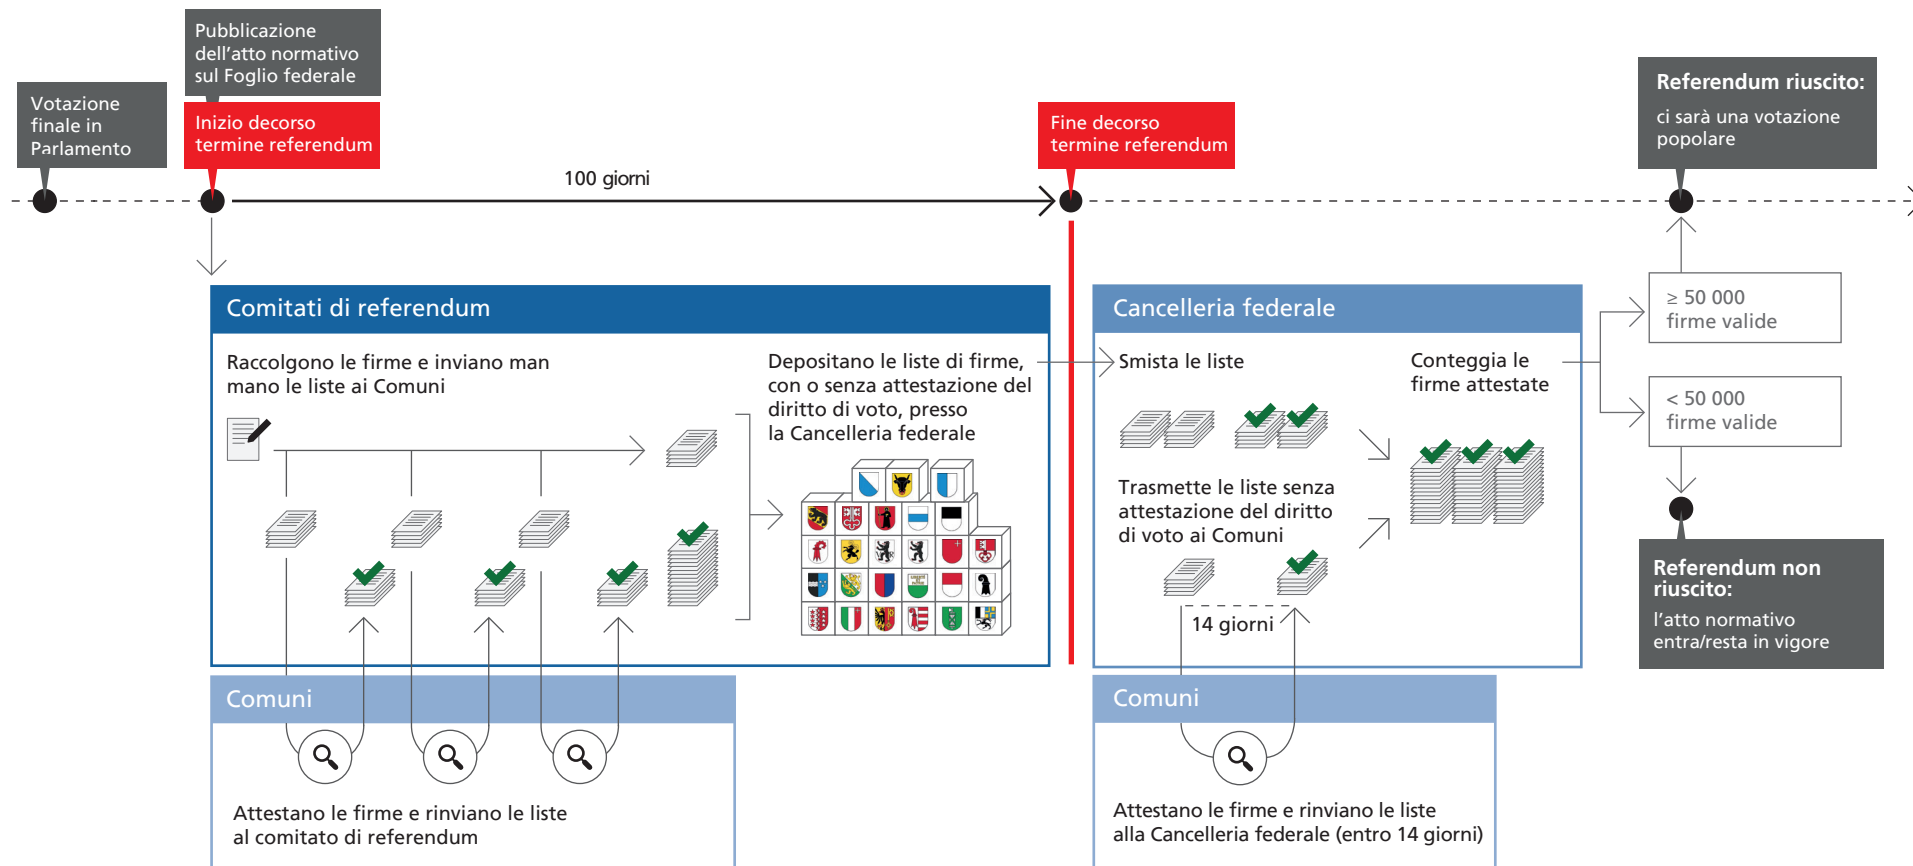 Votazione
finale in
Parlamento
Pubblicazione
dell'atto normativo
sul Foglio federale
Inizio decorso
termine referendum
100 giorni
Fine decorso
termine referendum
Referendum riuscito:
ci sarà una votazione
popolare
Comitati di referendum
Raccolgono le firme e inviano man
mano le liste ai Comuni
Depositano le liste di firme,
con o senza attestazione del
diritto di voto, presso
la Cancelleria federale
Comuni
Attestano le firme e rinviano le liste
al comitato di referendum
Cancelleria federale
Smista le liste
Trasmette le liste senza
attestazione del diritto
di voto ai Comuni
14 giorni
Conteggia le
firme attestate
Comuni
Attestano le firme e rinviano le liste
alla Cancelleria federale (entro 14 giorni)
≥ 50 000
firme valide
< 50 000
firme valide
Referendum non
riuscito:
l'atto normativo
entra/resta in vigore